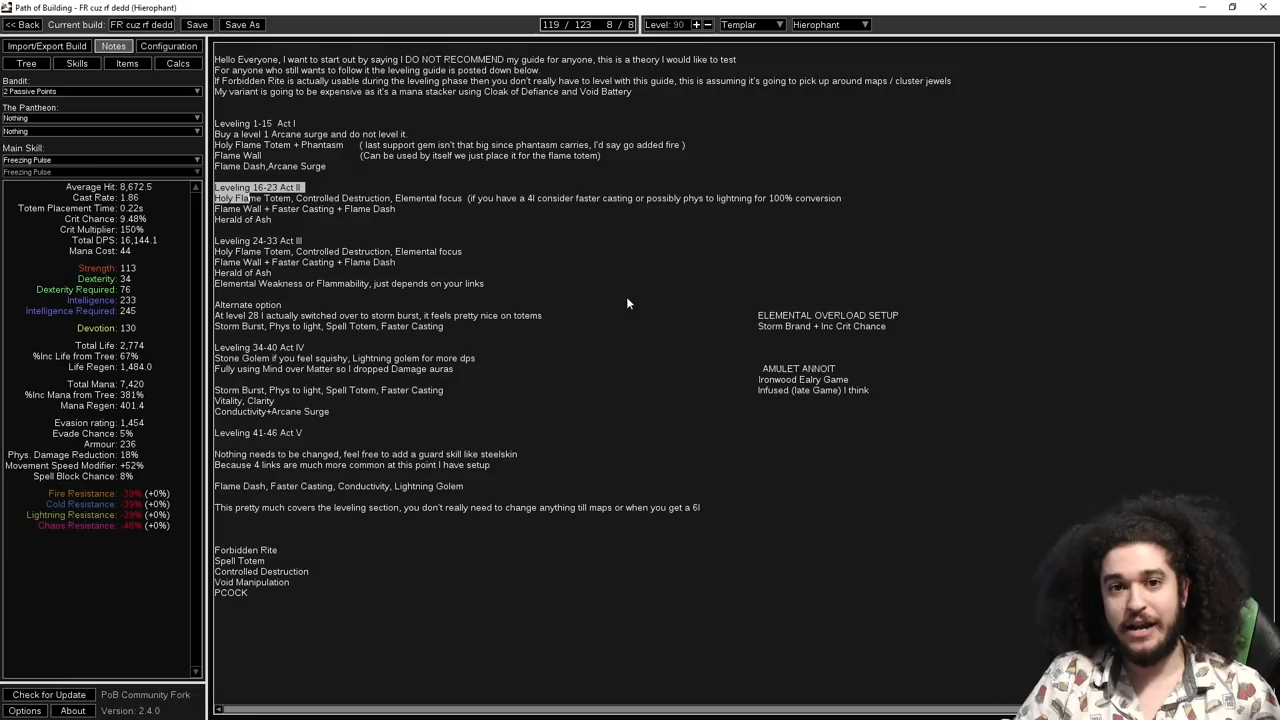 Path of Building - FR cuz rf dedd (Hierophant)
<< Back Current build: FR cuz rf dedd Save Save As 119 / 123 8 / 8 Level: 90 + - Templar Hierophant
Import/Export Build Notes Configuration
Tree Skills Items Calcs
Bandit:
2 Passive Points
The Pantheon:
Nothing
Nothing
Main Skill:
Freezing Pulse
Freezing Pulse
Average Hit: 8,672.5
Cast Rate: 1.86
Totem Placement Time: 0.22s
Crit Chance: 9.48%
Crit Multiplier: 150%
Total DPS: 16,144.1
Mana Cost: 44
Strength: 113
Dexterity: 34
Dexterity Required: 76
Intelligence: 233
Intelligence Required: 245
Devotion: 130
Total Life: 2,774
%Inc Life from Tree: 67%
Life Regen: 1,484.0
Total Mana: 7,420
%Inc Mana from Tree: 381%
Mana Regen: 401.4
Evasion rating: 1,454
Evade Chance: 5%
Armour: 236
Phys. Damage Reduction: 18%
Movement Speed Modifier: +52%
Spell Block Chance: 8%
Fire Resistance: -39% (+0%)
Cold Resistance: -39% (+0%)
Lightning Resistance: -39% (+0%)
Chaos Resistance: -46% (+0%)
Check for Update PoB Community Fork
Options About Version: 2.4.0
Hello Everyone, I want to start out by saying I DO NOT RECOMMEND my guide for anyone, this is a theory I would like to test
For anyone who still wants to follow it the leveling guide is posted down below.
If Forbidden Rite is actually usable during the leveling phase then you don't really have to level with this guide, this is assuming it's going to pick up around maps / cluster jewels
My variant is going to be expensive as it's a mana stacker using Cloak of Defiance and Void Battery
Leveling 1-15 Act I
Buy a level 1 Arcane surge and do not level it.
Holy Flame Totem + Phantasm ( last support gem isn't that big since phantasm carries, I'd say go added fire )
Flame Wall (Can be used by itself we just place it for the flame totem)
Flame Dash,Arcane Surge
Leveling 16-23 Act II
Holy Flame Totem, Controlled Destruction, Elemental focus (if you have a 4l consider faster casting or possibly phys to lightning for 100% conversion
Flame Wall + Faster Casting + Flame Dash
Herald of Ash
Leveling 24-33 Act III
Holy Flame Totem, Controlled Destruction, Elemental focus
Flame Wall + Faster Casting + Flame Dash
Herald of Ash
Elemental Weakness or Flammability, just depends on your links
Alternate option
At level 28 I actually switched over to storm burst, it feels pretty nice on totems ELEMENTAL OVERLOAD SETUP
Storm Burst, Phys to light, Spell Totem, Faster Casting Storm Brand + Inc Crit Chance
Leveling 34-40 Act IV
Stone Golem if you feel squishy, Lightning golem for more dps
Fully using Mind over Matter so I dropped Damage auras AMULET ANNOIT
Ironwood Ealry Game
Storm Burst, Phys to light, Spell Totem, Faster Casting Infused (late Game) I think
Vitality, Clarity
Conductivity+Arcane Surge
Leveling 41-46 Act V
Nothing needs to be changed, feel free to add a guard skill like steelskin
Because 4 links are much more common at this point I have setup
Flame Dash, Faster Casting, Conductivity, Lightning Golem
This pretty much covers the leveling section, you don't really need to change anything till maps or when you get a 6l
Forbidden Rite
Spell Totem
Controlled Destruction
Void Manipulation
PCOCK